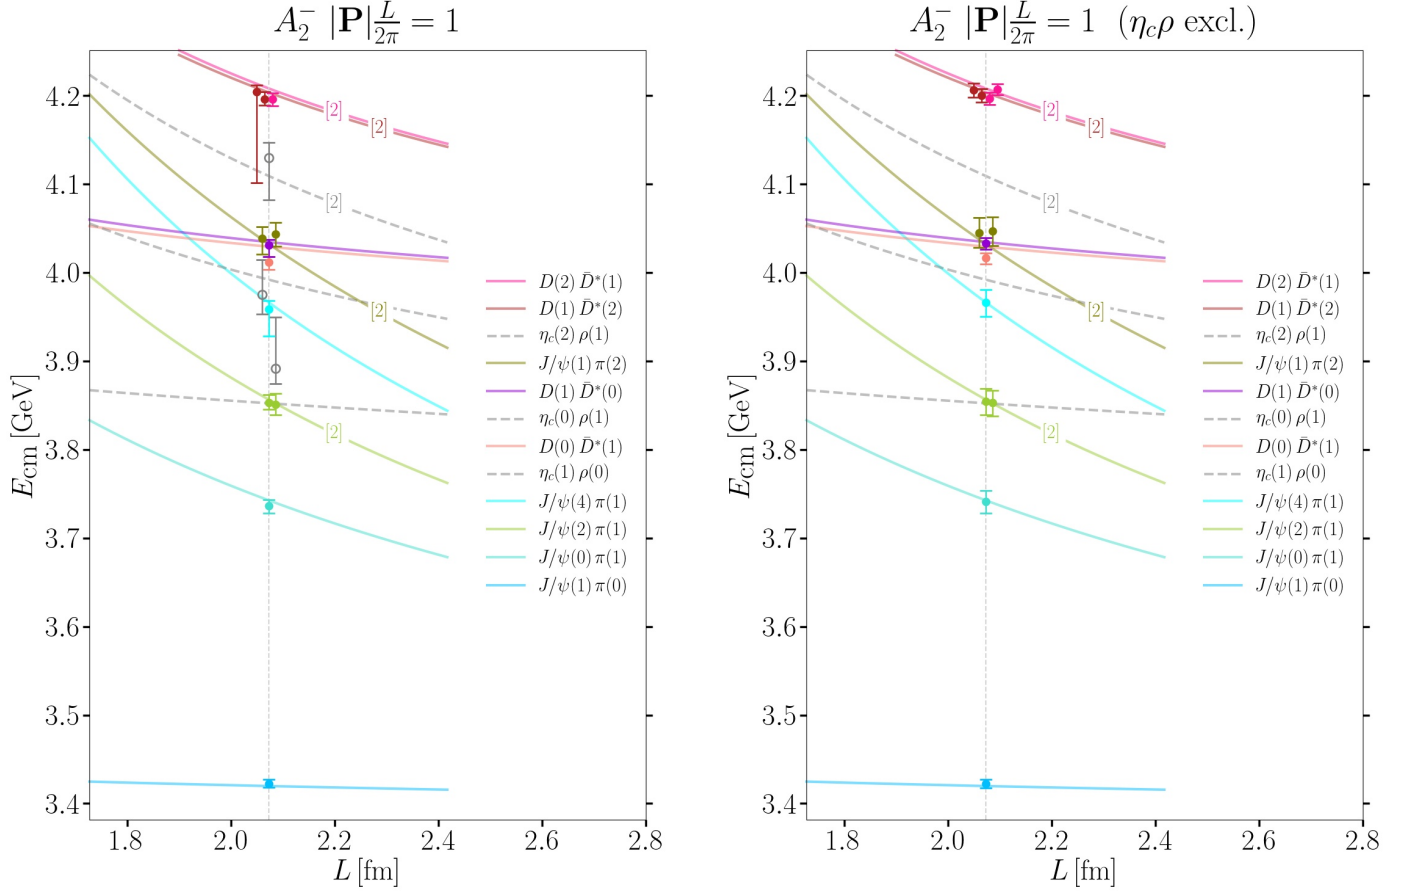 A₂⁻ |P| L/2π = 1
E_cm [GeV]
4.2
4.1
4.0
3.9
3.8
3.7
3.6
3.5
3.4
[2]
[2]
[2]
[2]
[2]
D(2) D̄*(1)
D(1) D̄*(2)
η_c(2) ρ(1)
J/ψ(1) π(2)
D(1) D̄*(0)
η_c(0) ρ(1)
D(0) D̄*(1)
η_c(1) ρ(0)
J/ψ(4) π(1)
J/ψ(2) π(1)
J/ψ(0) π(1)
J/ψ(1) π(0)
1.8 2.0 2.2 2.4 2.6 2.8
L [fm]
A₂⁻ |P| L/2π = 1 (η_cρ excl.)
E_cm [GeV]
4.2
4.1
4.0
3.9
3.8
3.7
3.6
3.5
3.4
[2]
[2]
[2]
[2]
[2]
D(2) D̄*(1)
D(1) D̄*(2)
η_c(2) ρ(1)
J/ψ(1) π(2)
D(1) D̄*(0)
η_c(0) ρ(1)
D(0) D̄*(1)
η_c(1) ρ(0)
J/ψ(4) π(1)
J/ψ(2) π(1)
J/ψ(0) π(1)
J/ψ(1) π(0)
1.8 2.0 2.2 2.4 2.6 2.8
L [fm]